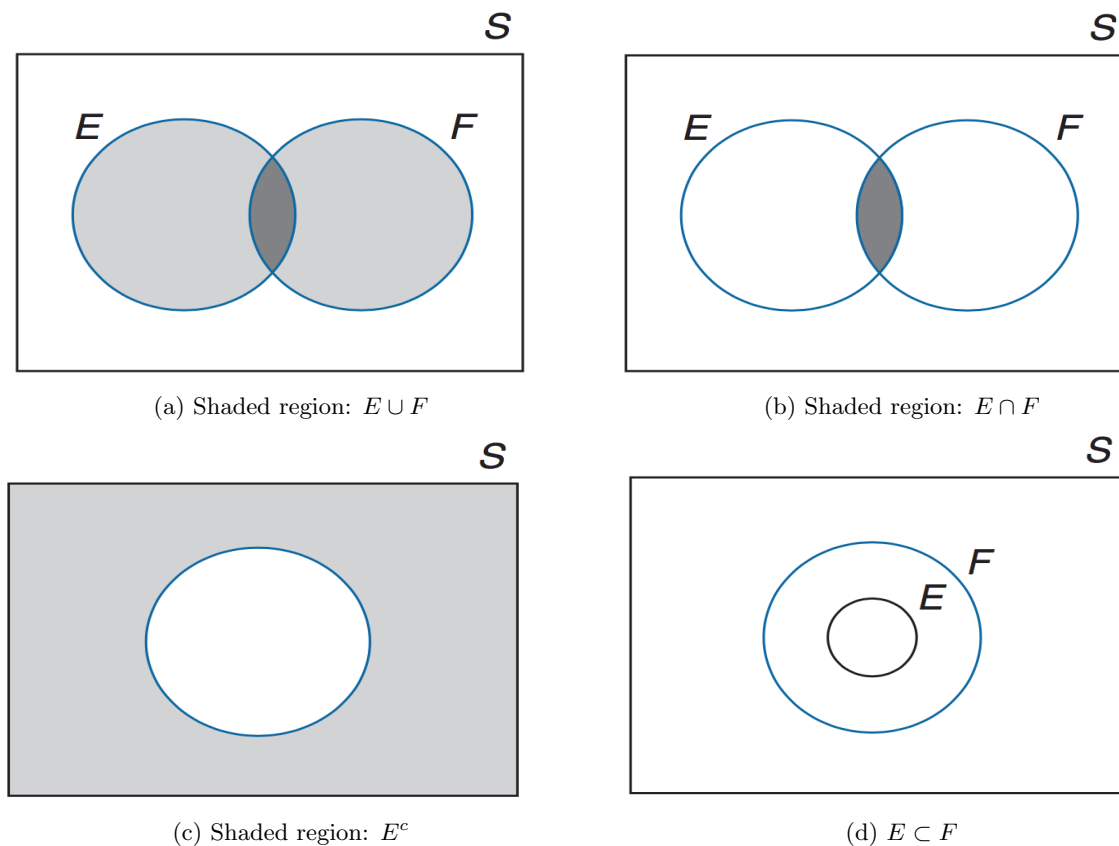 S
E F
(a) Shaded region: E ∪ F
S
E F
(b) Shaded region: E ∩ F
S
(c) Shaded region: E^c
S
F
E
(d) E ⊂ F